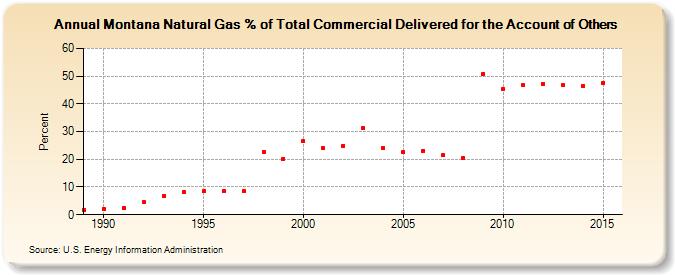 Annual Montana Natural Gas % of Total Commercial Delivered for the Account of Others
60
50
40
30
20
10
0
Percent
1990 1995 2000 2005 2010 2015
Source: U.S. Energy Information Administration